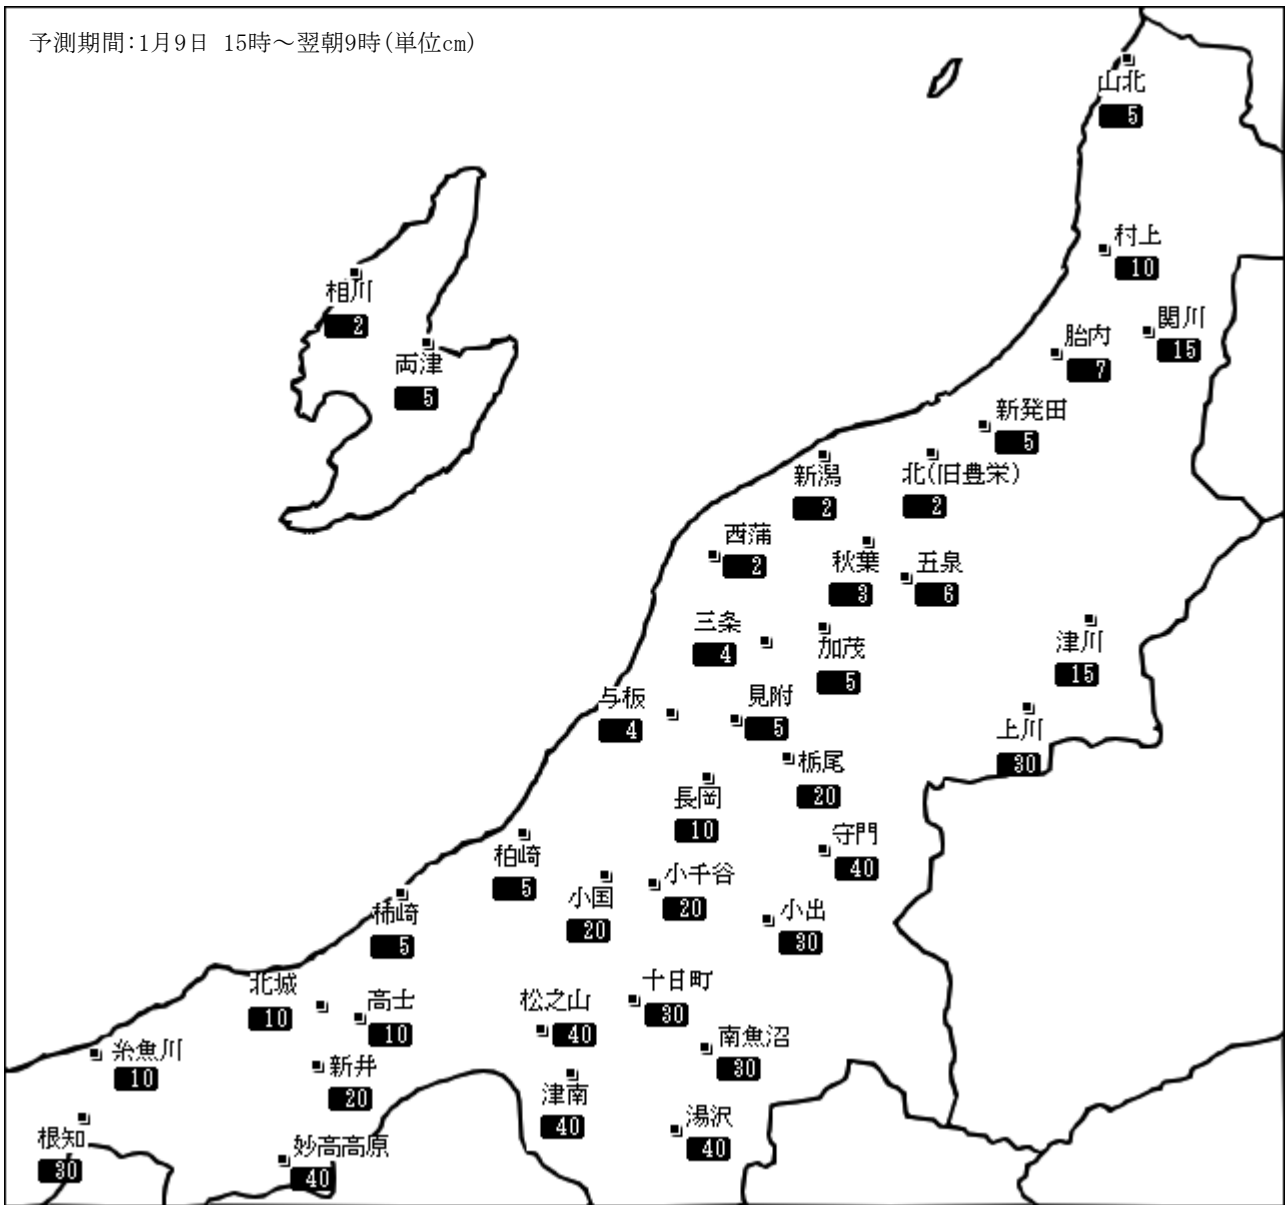 予測期間:1月9日 15時～翌朝9時(単位cm)
山北
5
村上
10
相川
2
関川
15
胎内
7
両津
5
新発田
5
新潟
2
北(旧豊栄)
2
西蒲
2
秋葉
3
五泉
6
三条
4
加茂
5
津川
15
与板
4
見附
5
上川
30
栃尾
20
長岡
10
守門
40
柏崎
5
小国
20
小千谷
20
小出
30
柿崎
5
北城
10
高士
10
松之山
40
十日町
30
南魚沼
30
糸魚川
10
新井
20
津南
40
湯沢
40
根知
30
妙高高原
40